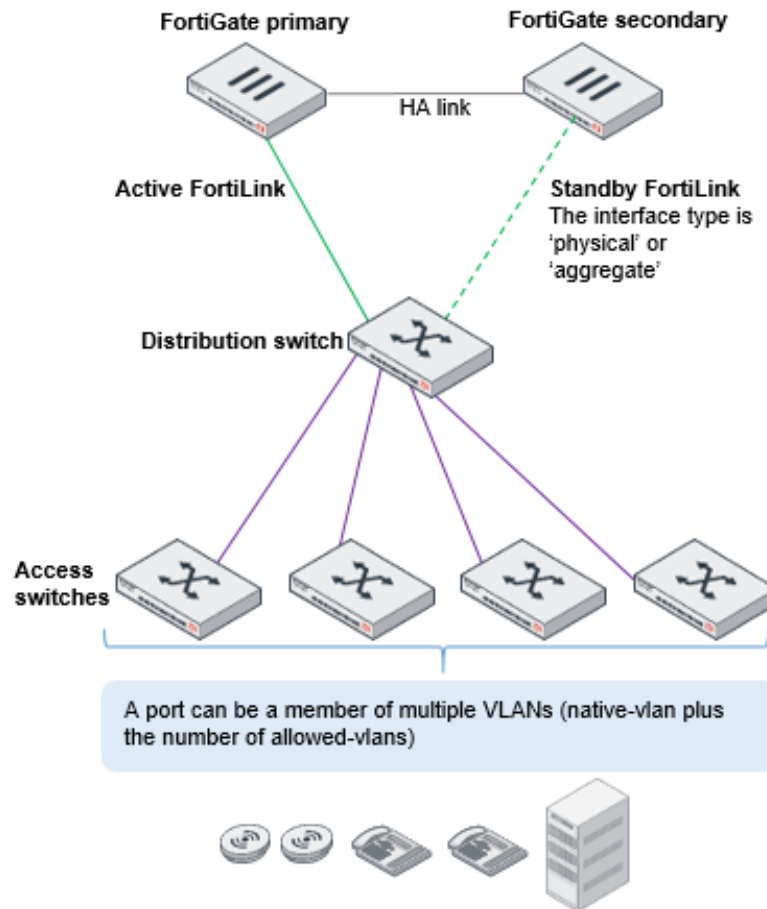 FortiGate primary
FortiGate secondary
HA link
Active FortiLink
Standby FortiLink
The interface type is
‘physical’ or
‘aggregate’
Distribution switch
Access
switches
A port can be a member of multiple VLANs (native-vlan plus
the number of allowed-vlans)